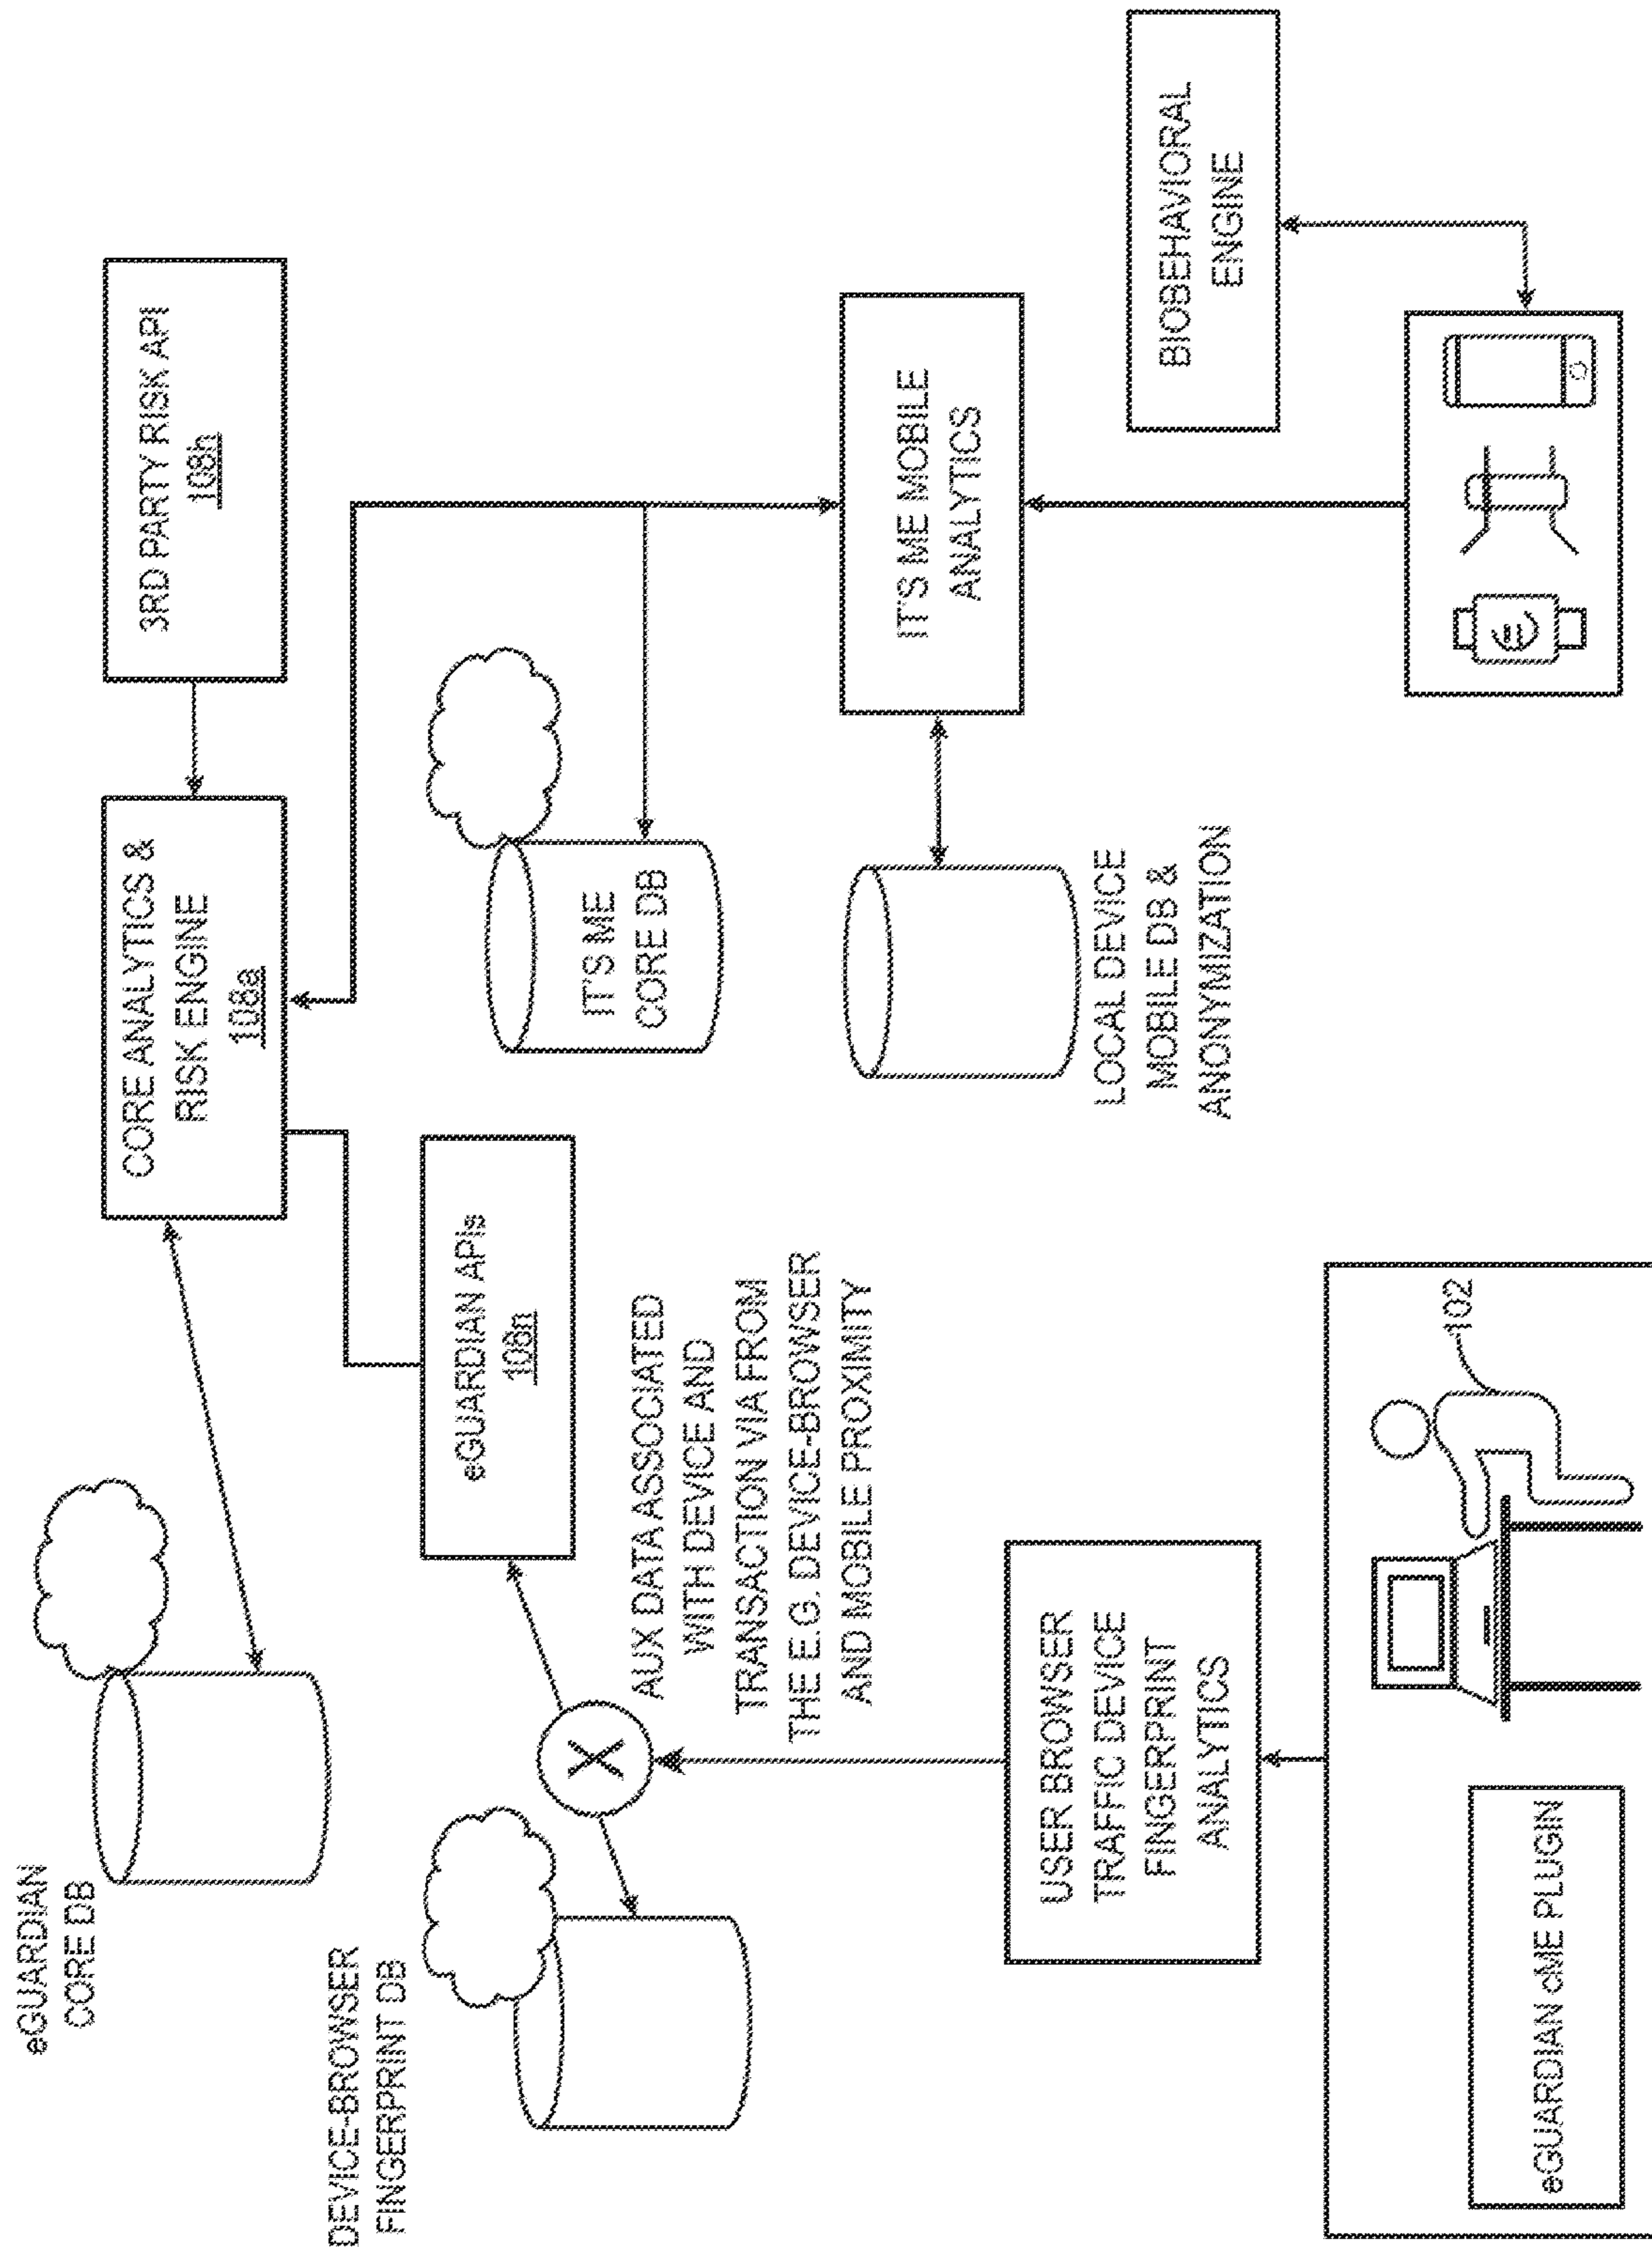 eGUARDIAN
CORE DB
CORE ANALYTICS &
RISK ENGINE
108a
3RD PARTY RISK API
108h
DEVICE-BROWSER
FINGERPRINT DB
eGUARDIAN APIs
108n
IT'S ME
CORE DB
X
AUX DATA ASSOCIATED
WITH DEVICE AND
TRANSACTION VIA FROM
THE E.G. DEVICE-BROWSER
AND MOBILE PROXIMITY
IT'S ME MOBILE
ANALYTICS
USER BROWSER
TRAFFIC DEVICE
FINGERPRINT
ANALYTICS
LOCAL DEVICE
MOBILE DB &
ANONYMIZATION
BIOBEHAVIORAL
ENGINE
102
eGUARDIAN cME PLUGIN